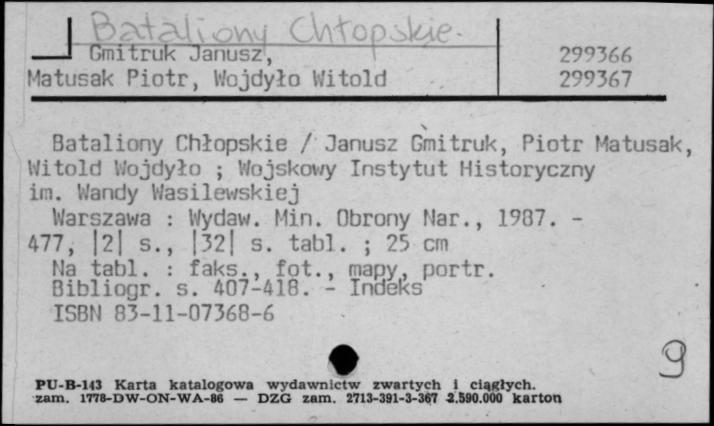 Bataliony Chłopskie.
Gmitruk Janusz, 299366
Matusak Piotr, Wojdyło Witold 299367
Bataliony Chłopskie / Janusz Gmitruk, Piotr Matusak,
Witold Wojdyło ; Wojskowy Instytut Historyczny
im. Wandy Wasilewskiej
Warszawa : Wydaw. Min. Obrony Nar., 1987. -
477, |2| s., |32| s. tabl. ; 25 cm
Na tabl. : faks., fot., mapy, portr.
Bibliogr. s. 407-418. - Indeks
ISBN 83-11-07368-6
9
PU-B-143 Karta katalogowa wydawnictw zwartych i ciągłych.
zam. 1778-DW-ON-WA-86 — DZG zam. 2713-391-3-367 2.590.000 karton